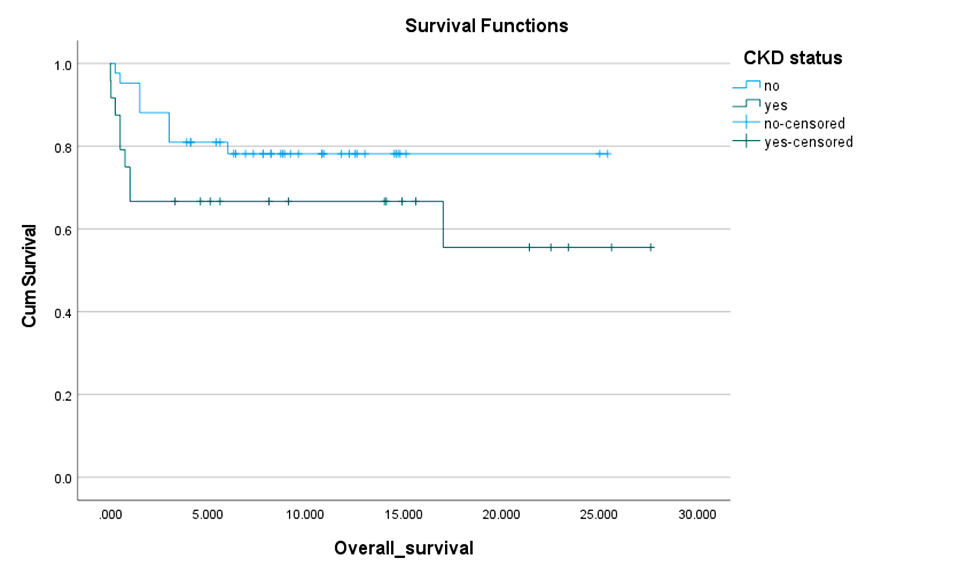 Survival Functions
CKD status
no
yes
no-censored
yes-censored
Cum Survival
1.0
0.8
0.6
0.4
0.2
0.0
.000 5.000 10.000 15.000 20.000 25.000 30.000
Overall_survival